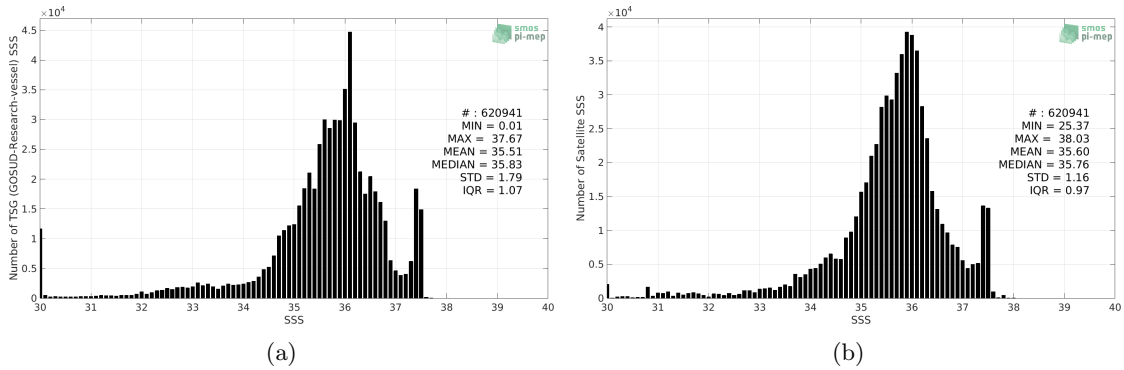 ×10⁴
4.5
4
3.5
3
2.5
2
1.5
1
0.5
0
Number of TSG (GOSUD-Research-vessel) SSS
smos
pi-mep
# : 620941
MIN = 0.01
MAX = 37.67
MEAN = 35.51
MEDIAN = 35.83
STD = 1.79
IQR = 1.07
30 31 32 33 34 35 36 37 38 39 40
SSS
(a)
×10⁴
4
3.5
3
2.5
2
1.5
1
0.5
0
Number of Satellite SSS
smos
pi-mep
# : 620941
MIN = 25.37
MAX = 38.03
MEAN = 35.60
MEDIAN = 35.76
STD = 1.16
IQR = 0.97
30 31 32 33 34 35 36 37 38 39 40
SSS
(b)